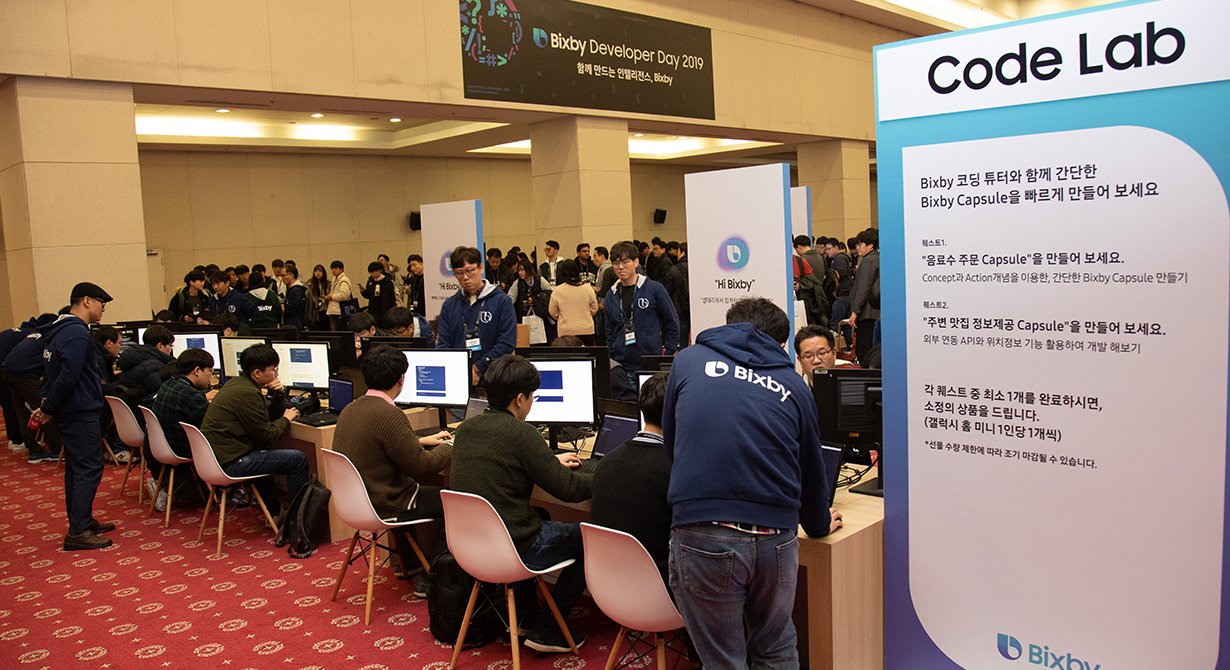 Bixby Developer Day 2019
함께 만드는 인텔리전스, Bixby
Code Lab
Bixby 코딩 튜터와 함께 간단한
Bixby Capsule을 빠르게 만들어 보세요
퀘스트1.
"음료수 주문 Capsule"을 만들어 보세요.
Concept과 Action개념을 이용한, 간단한 Bixby Capsule 만들기
퀘스트2.
"주변 맛집 정보제공 Capsule"을 만들어 보세요.
외부 연동 API와 위치정보 기능 활용하여 개발 해보기
각 퀘스트 중 최소 1개를 완료하시면,
소정의 상품을 드립니다.
(갤럭시 홈 미니 1인당 1개씩)
*선물 수량 제한에 따라 조기 마감될 수 있습니다.
Bixby
"Hi Bixby"
"Hi Bixby"
Bixby
Bixby